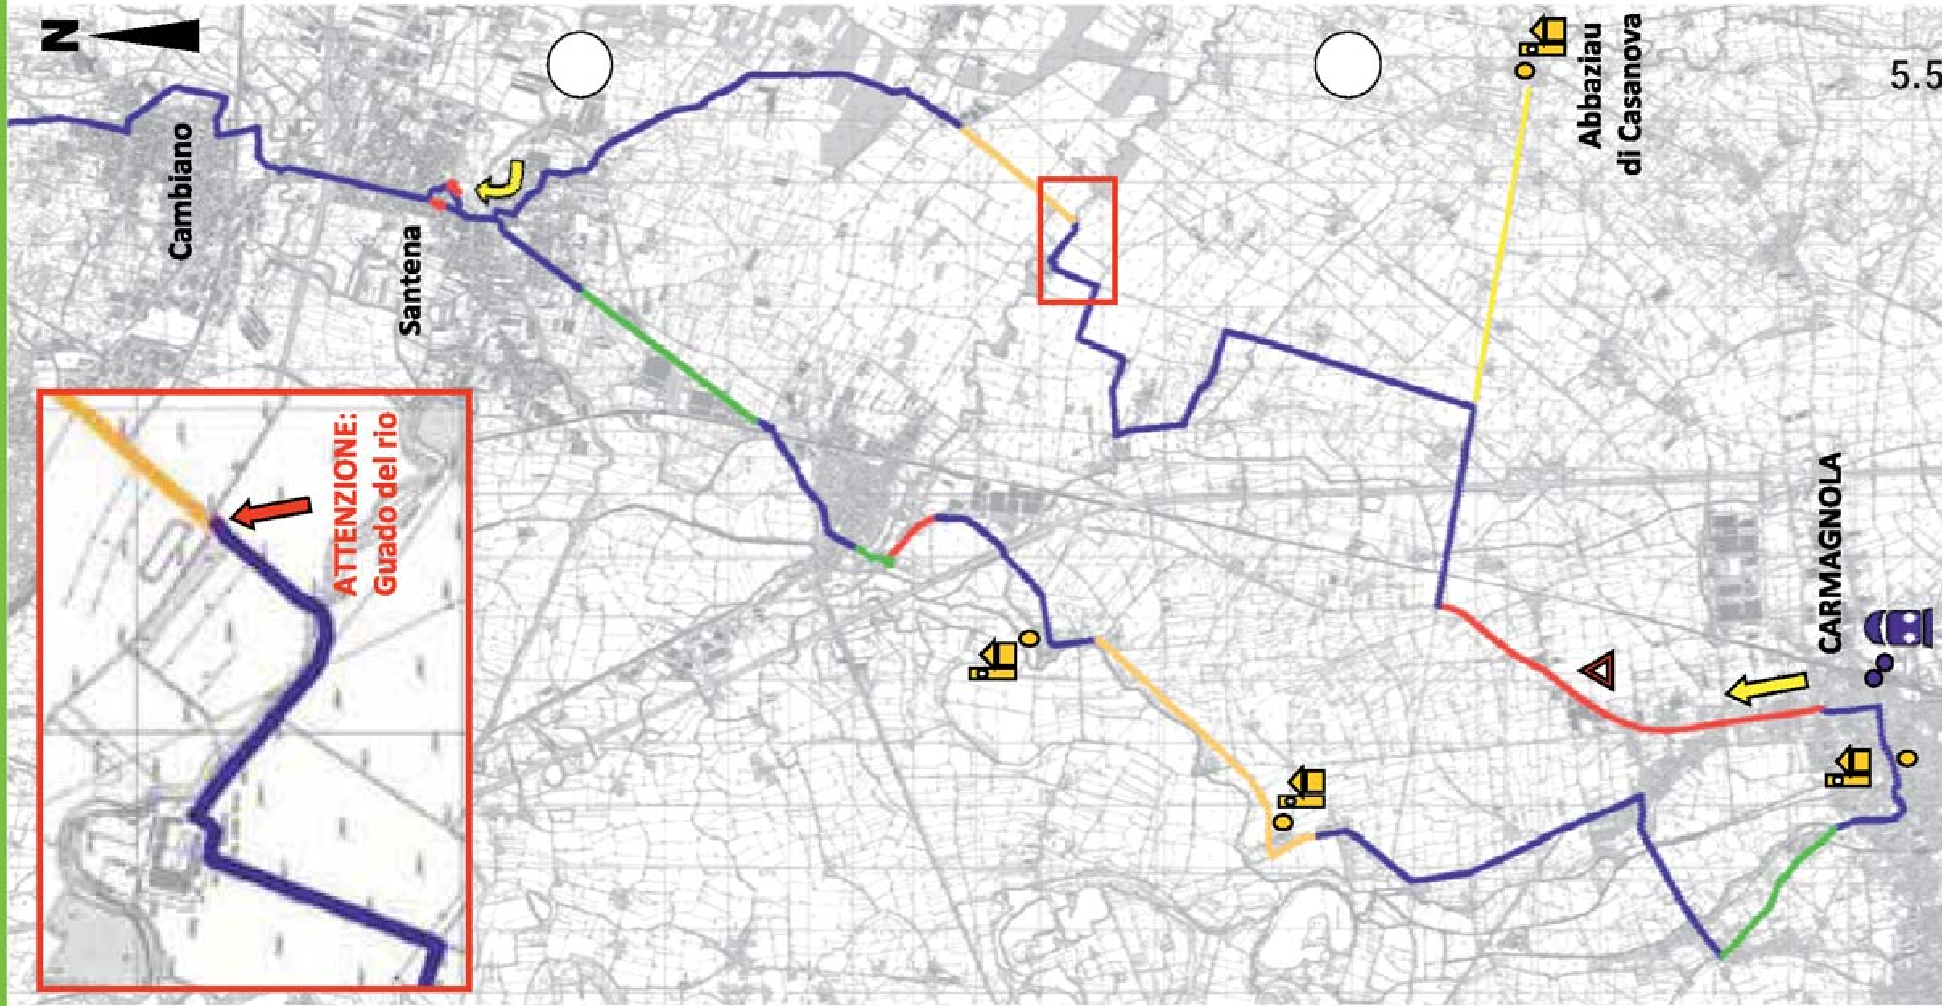 N
Cambiano
Santena
ATTENZIONE:
Guado del rio
Abbaziau
di Casanova
CARMAGNOLA
5.5